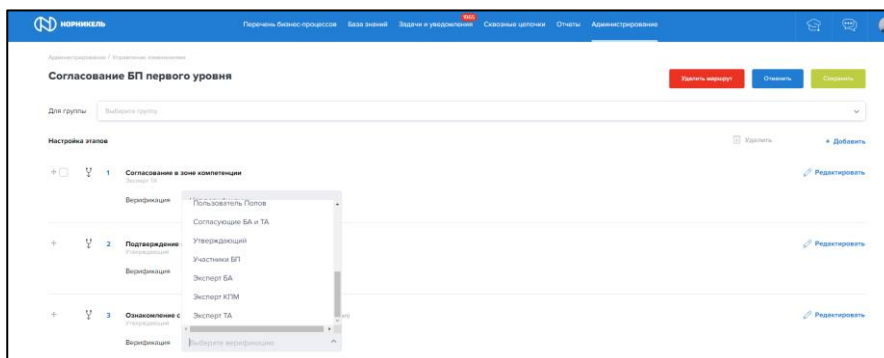 НОРНИКЕЛЬ
Перечень бизнес-процессов База знаний Задачи и уведомления Сквозные цепочки Отчеты Администрирование
Администрирование / Управление изменениями
Согласование БП первого уровня
Удалить маршрут Отменить Сохранить
Для группы Выберите группу
Настройка этапов Удалить + Добавить
1 Согласование в зоне компетенции Редактировать
Эксперт ТА
Верификация
Пользователь Попов
Согласующие БА и ТА
Утверждающий
2 Подтверждение Редактировать
Утверждающий
Участники БП
Верификация
Эксперт БА
Эксперт КПМ
3 Ознакомление с Эксперт ТА Редактировать
Утверждающий
Верификация Выберите верификацию